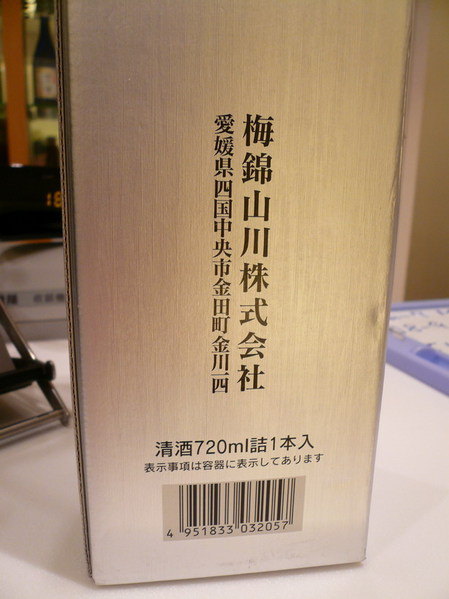 梅錦山川株式会社
愛媛県四国中央市金田町金川一四
清酒720ml詰1本入
表示事項は容器に表示してあります
4 951833 032057